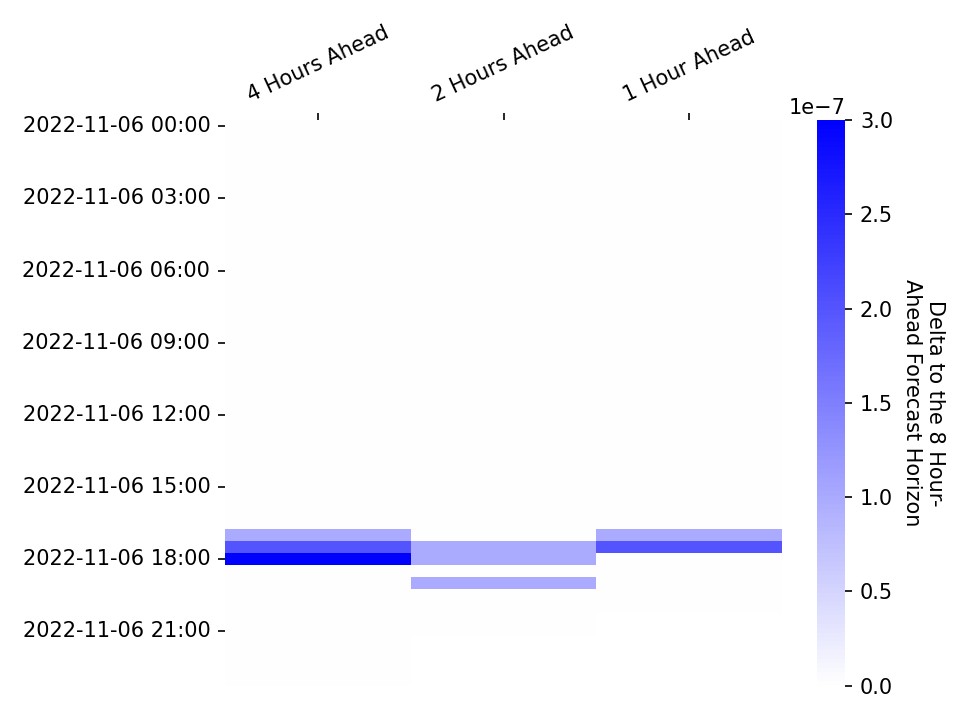 4 Hours Ahead
2 Hours Ahead
1 Hour Ahead
1e−7
2022-11-06 00:00
2022-11-06 03:00
2022-11-06 06:00
2022-11-06 09:00
2022-11-06 12:00
2022-11-06 15:00
2022-11-06 18:00
2022-11-06 21:00
3.0
2.5
2.0
1.5
1.0
0.5
0.0
Delta to the 8 Hour-
Ahead Forecast Horizon